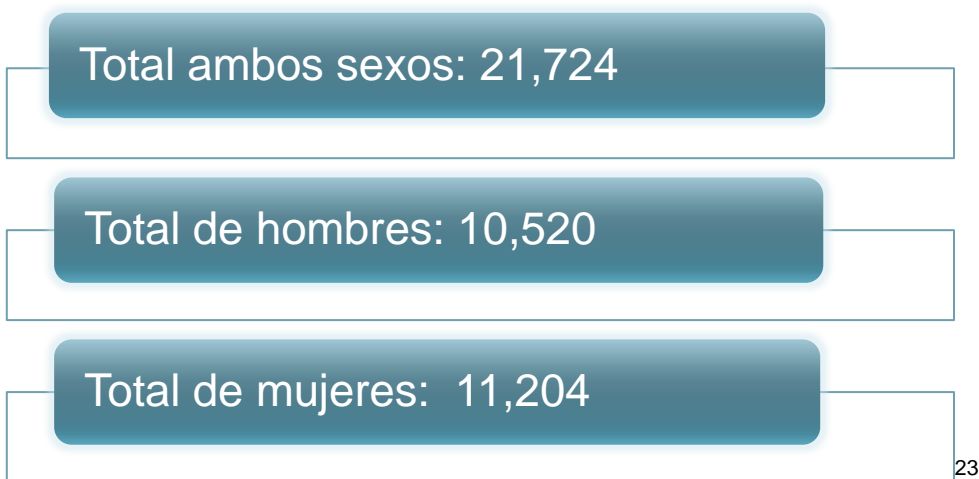 Total ambos sexos: 21,724
Total de hombres: 10,520
Total de mujeres: 11,204
23